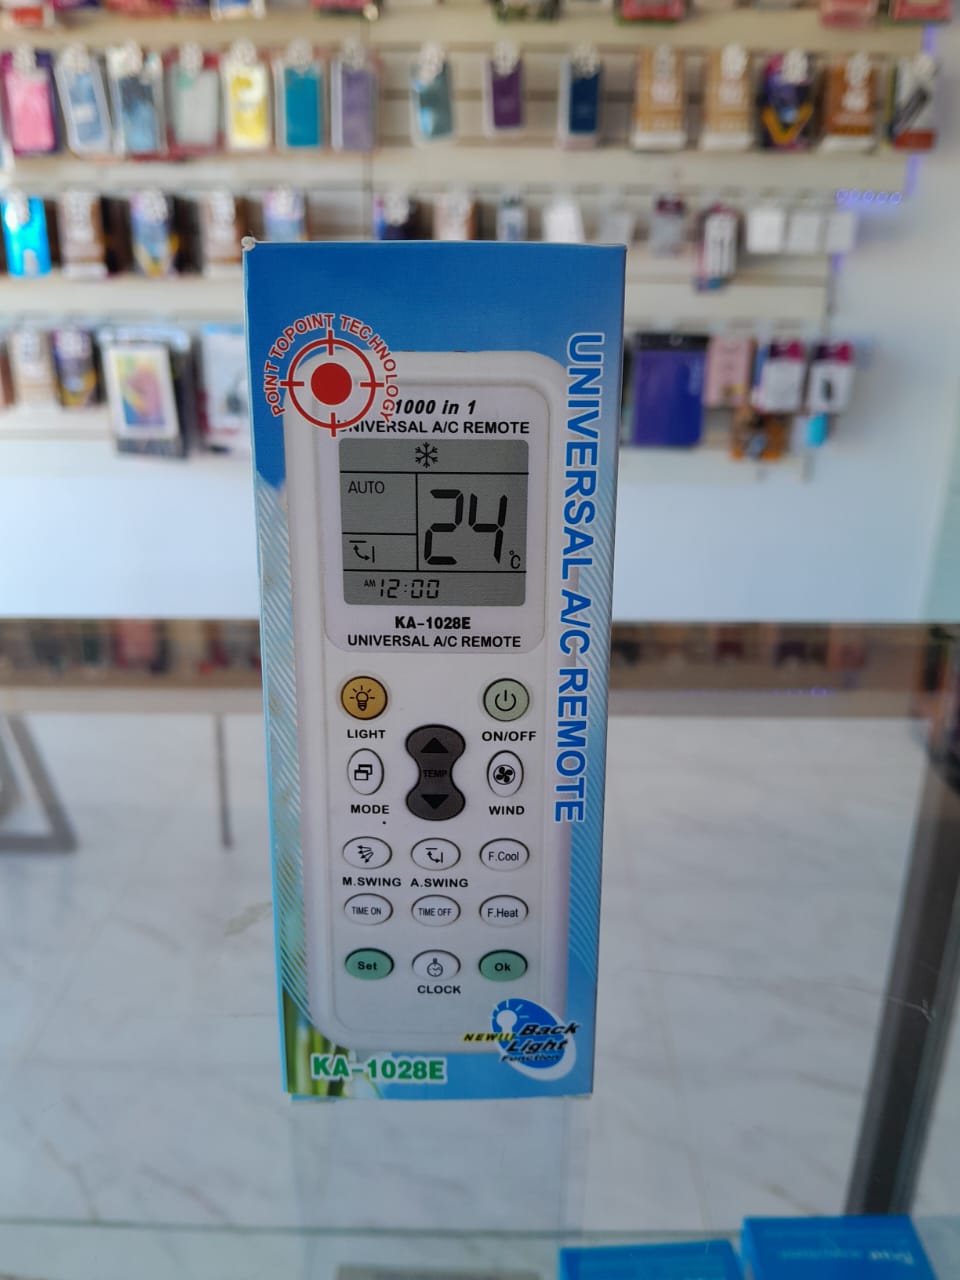 POINT TOPOINT TECHNOLOGY
1000 in 1
UNIVERSAL A/C REMOTE
AUTO
24 °C
AM 12:00
KA-1028E
UNIVERSAL A/C REMOTE
LIGHT
ON/OFF
TEMP
MODE
WIND
F.Cool
M.SWING
A.SWING
TIME ON
TIME OFF
F.Heat
Set
Ok
CLOCK
NEW!!!
Back
Light
Function
KA-1028E
UNIVERSAL A/C REMOTE